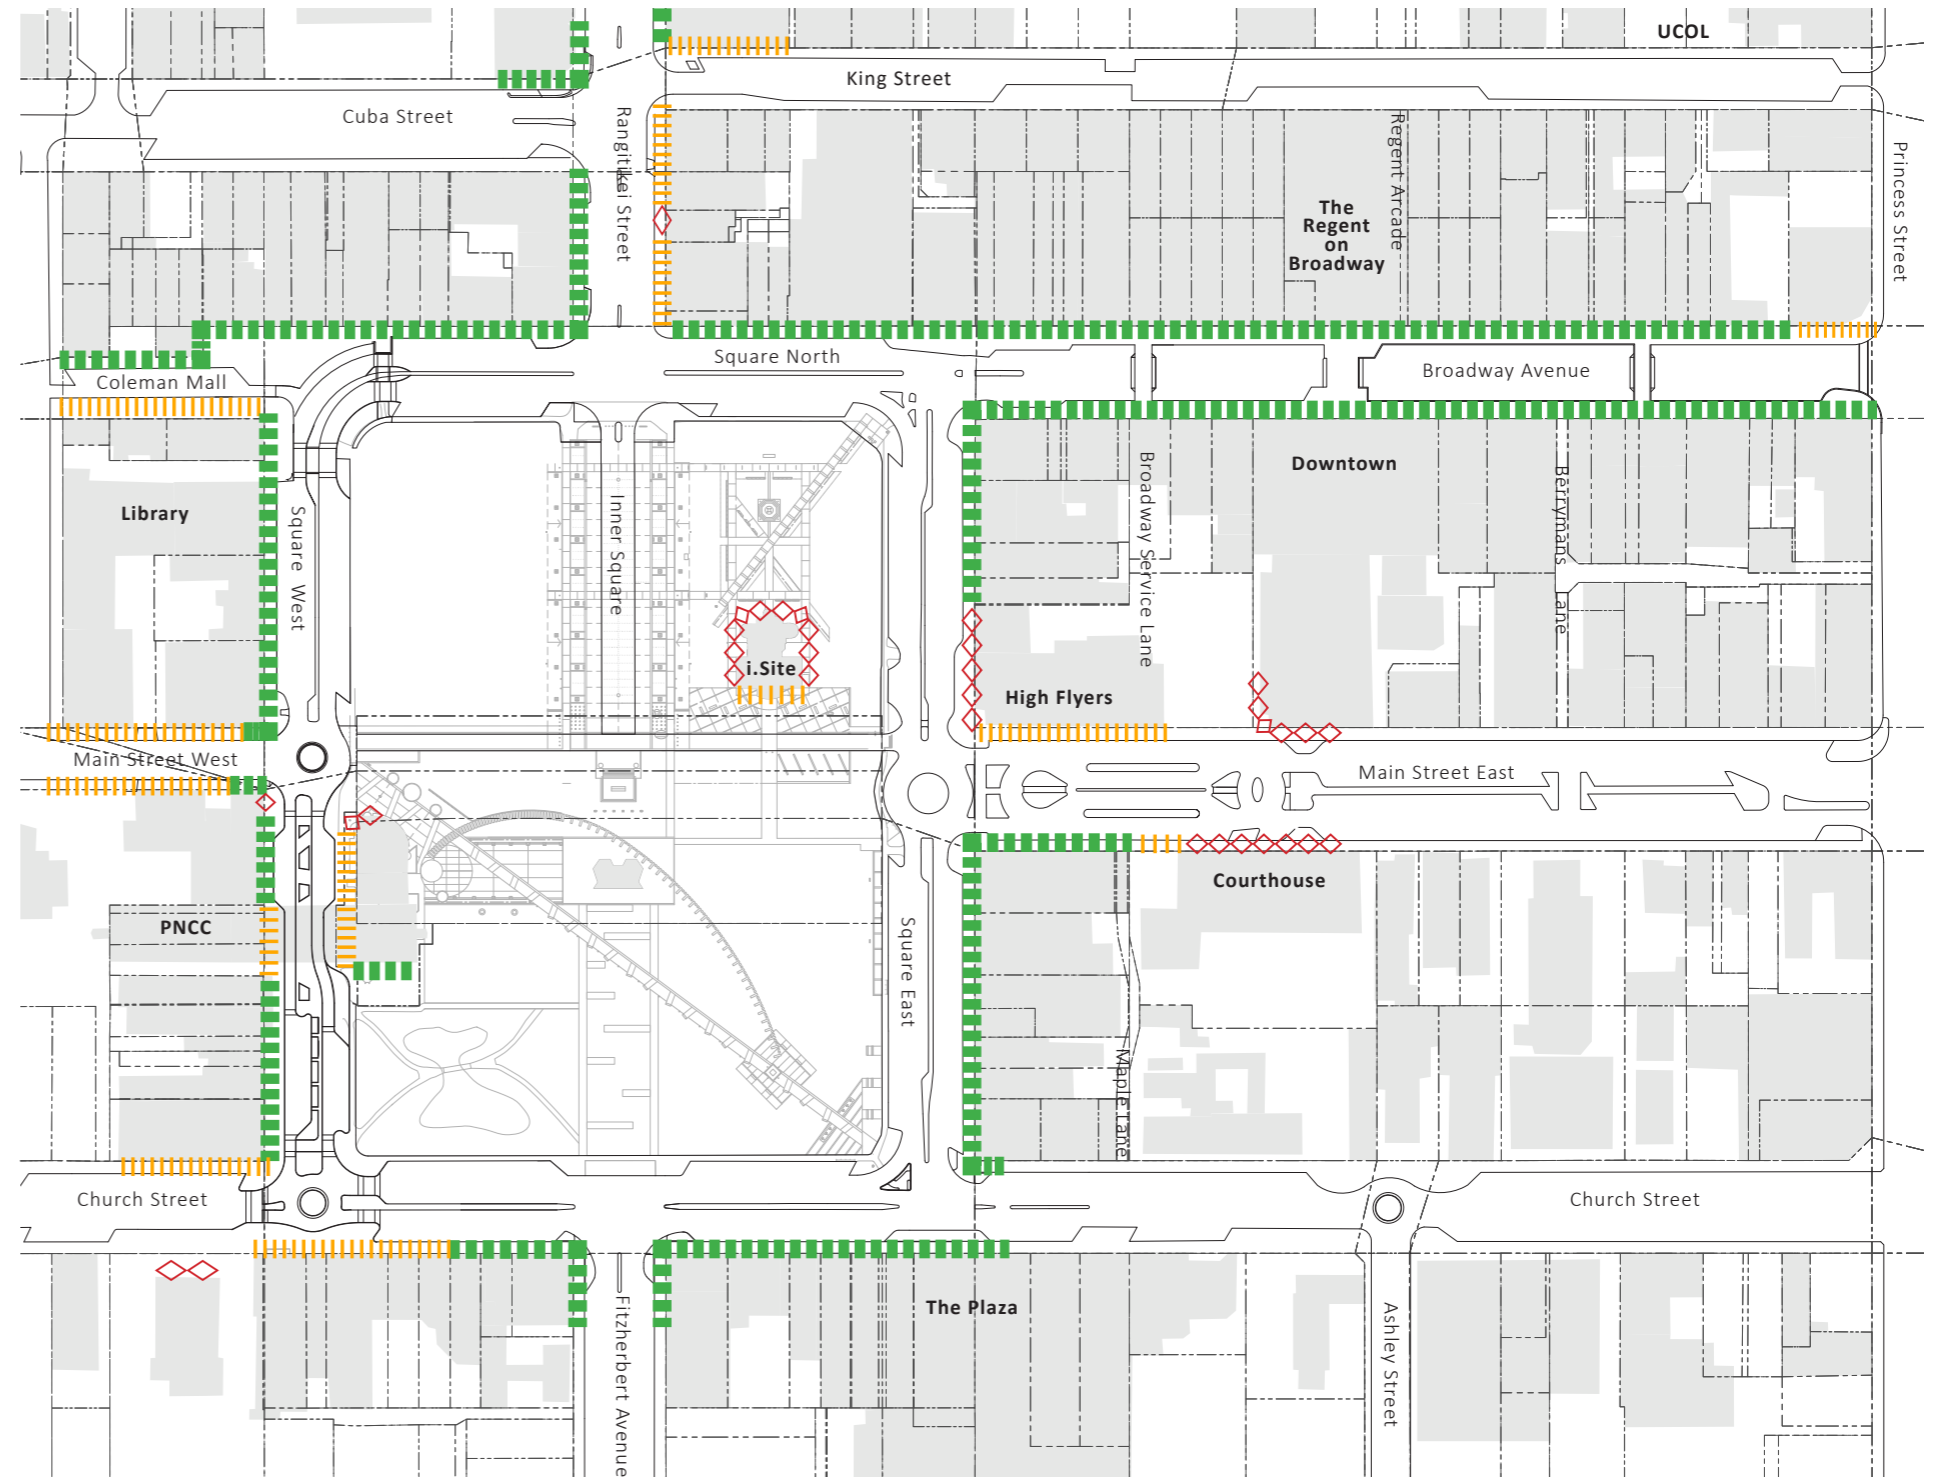 UCOL
King Street
Cuba Street
Rangitikei Street
Regent Arcade
Princess Street
The
Regent
on
Broadway
Square North
Coleman Mall
Broadway Avenue
Downtown
Broadway Service Lane
Berrymans Lane
Library
Square West
Inner Square
i.Site
High Flyers
Main Street West
Main Street East
Courthouse
PNCC
Square East
Maple Lane
Church Street
Church Street
The Plaza
Fitzherbert Avenue
Ashley Street